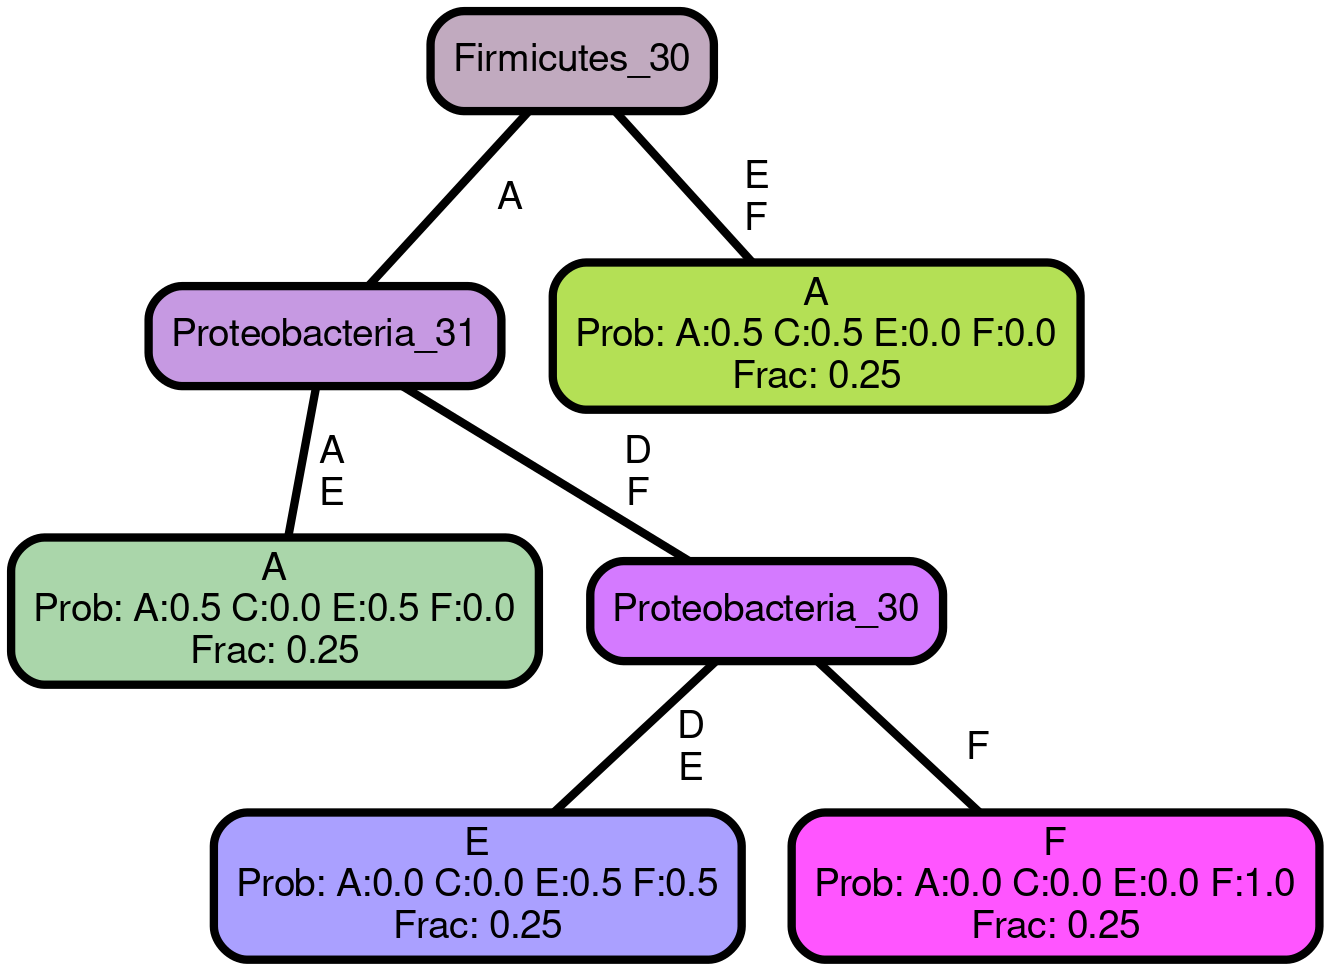 Firmicutes_30
A
E
F
Proteobacteria_31
A
Prob: A:0.5 C:0.5 E:0.0 F:0.0
Frac: 0.25
A
E
D
F
A
Prob: A:0.5 C:0.0 E:0.5 F:0.0
Frac: 0.25
Proteobacteria_30
D
E
F
E
Prob: A:0.0 C:0.0 E:0.5 F:0.5
Frac: 0.25
F
Prob: A:0.0 C:0.0 E:0.0 F:1.0
Frac: 0.25